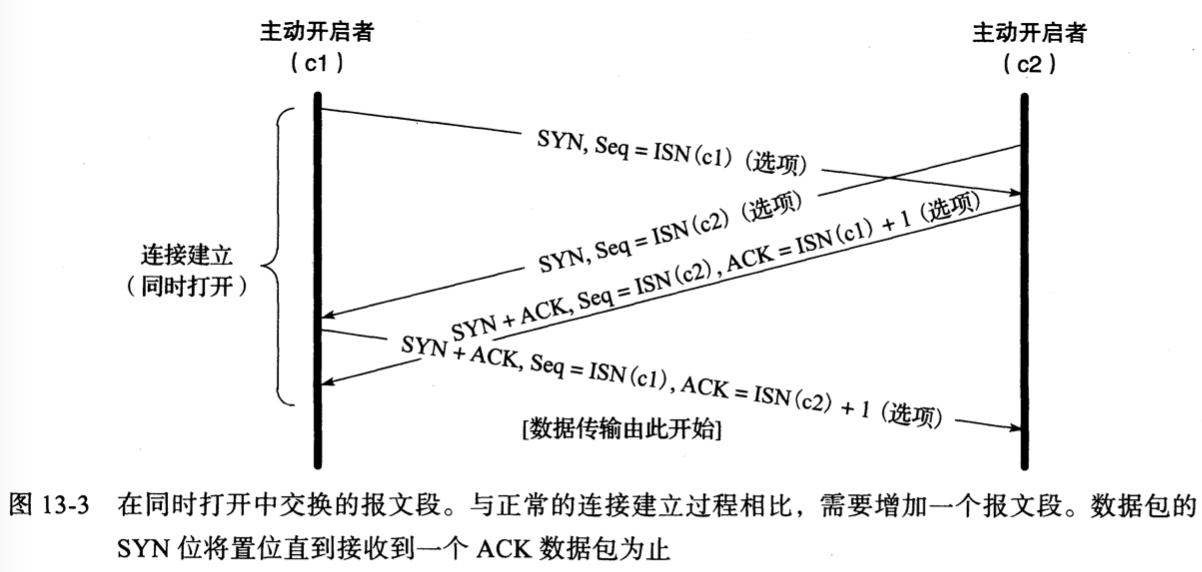 主动开启者
（c1）
主动开启者
（c2）
SYN, Seq = ISN(c1)（选项）
SYN, Seq = ISN(c2)（选项）
SYN + ACK, Seq = ISN(c2), ACK = ISN(c1) + 1（选项）
SYN + ACK, Seq = ISN(c1), ACK = ISN(c2) + 1（选项）
连接建立
（同时打开）
[数据传输由此开始]
图 13-3 在同时打开中交换的报文段。与正常的连接建立过程相比，需要增加一个报文段。数据包的
SYN 位将置位直到接收到一个 ACK 数据包为止